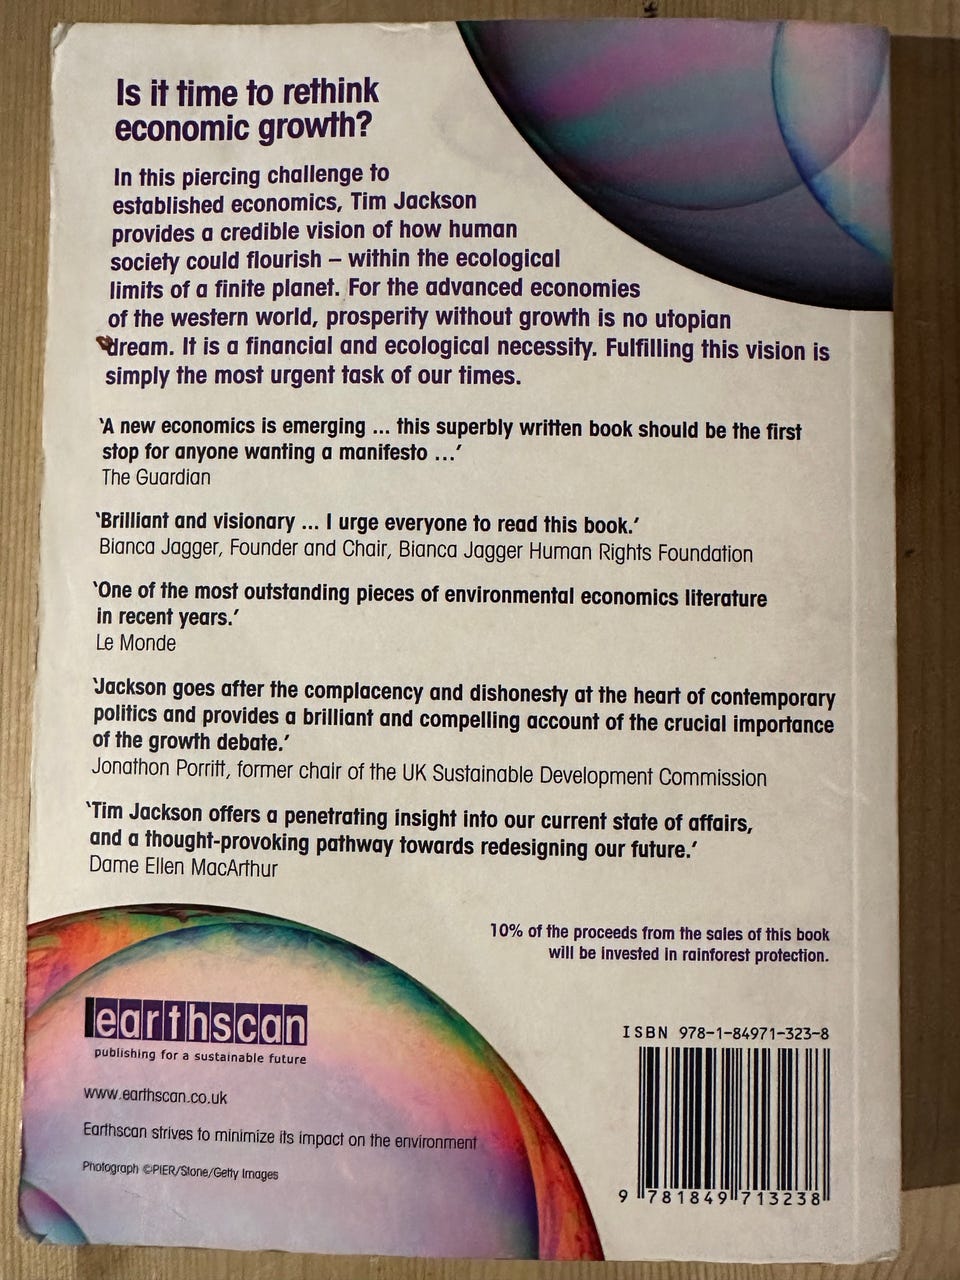 Is it time to rethink
economic growth?
In this piercing challenge to
established economics, Tim Jackson
provides a credible vision of how human
society could flourish – within the ecological
limits of a finite planet. For the advanced economies
of the western world, prosperity without growth is no utopian
dream. It is a financial and ecological necessity. Fulfilling this vision is
simply the most urgent task of our times.
‘A new economics is emerging ... this superbly written book should be the first
stop for anyone wanting a manifesto ...’
The Guardian
‘Brilliant and visionary ... I urge everyone to read this book.’
Bianca Jagger, Founder and Chair, Bianca Jagger Human Rights Foundation
‘One of the most outstanding pieces of environmental economics literature
in recent years.’
Le Monde
‘Jackson goes after the complacency and dishonesty at the heart of contemporary
politics and provides a brilliant and compelling account of the crucial importance
of the growth debate.’
Jonathon Porritt, former chair of the UK Sustainable Development Commission
‘Tim Jackson offers a penetrating insight into our current state of affairs,
and a thought-provoking pathway towards redesigning our future.’
Dame Ellen MacArthur
10% of the proceeds from the sales of this book
will be invested in rainforest protection.
earthscan
publishing for a sustainable future
www.earthscan.co.uk
Earthscan strives to minimize its impact on the environment
Photograph ©PIER/Stone/Getty Images
ISBN 978-1-84971-323-8
9 781849 713238